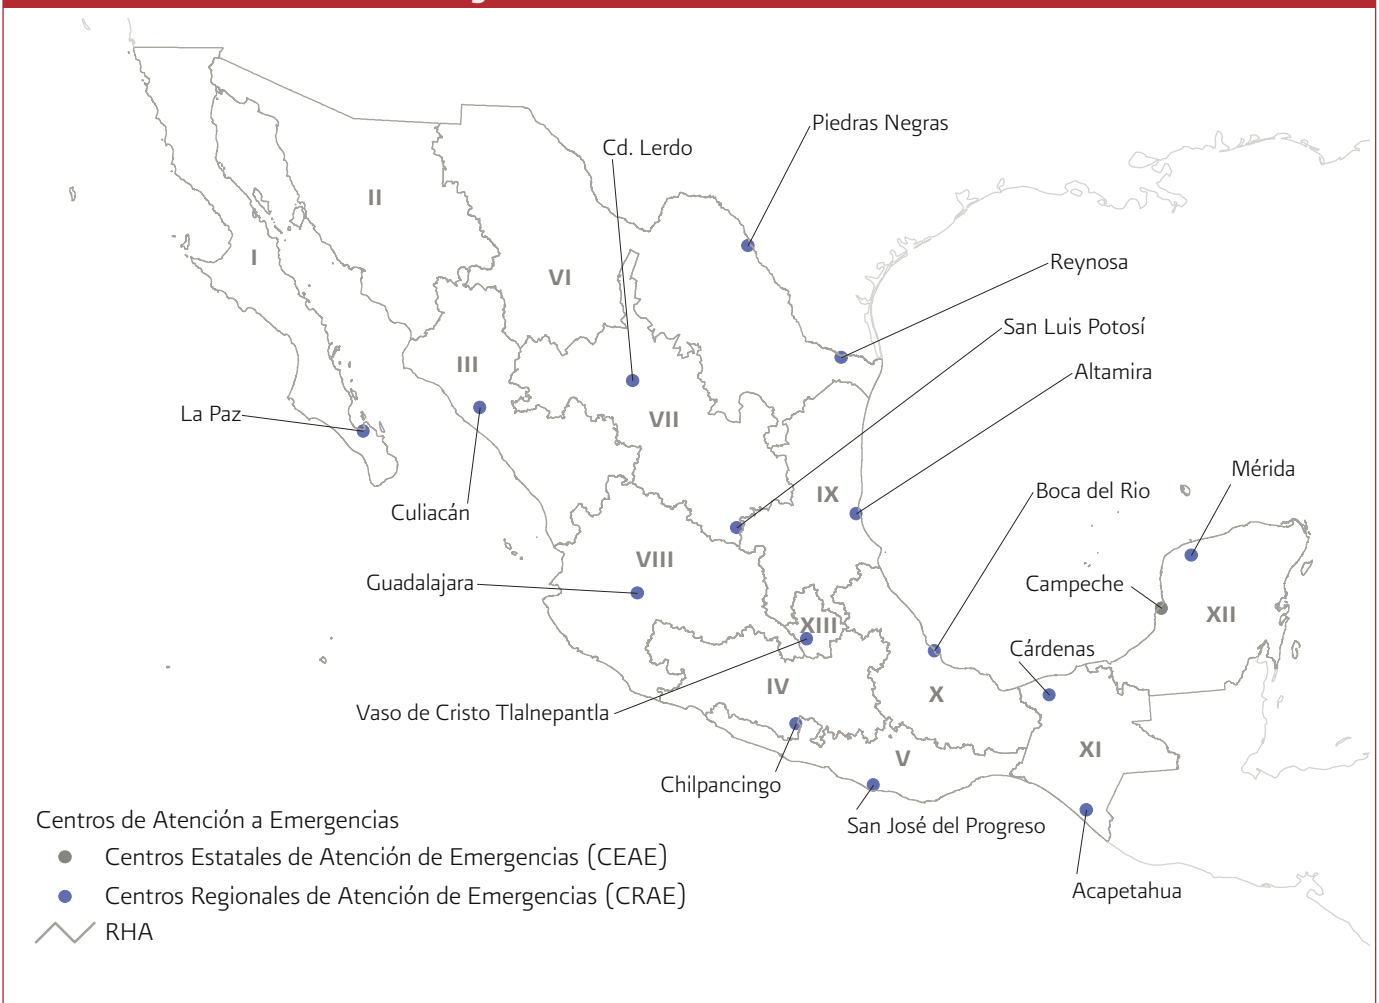 Piedras Negras
Cd. Lerdo
II
I
VI
Reynosa
San Luis Potosí
III
Altamira
La Paz
VII
Culiacán
IX
Mérida
Boca del Rio
VIII
Guadalajara
Campeche
XIII
XII
Cárdenas
IV
X
Vaso de Cristo Tlalnepantla
V
XI
Chilpancingo
San José del Progreso
Acapetahua
Centros de Atención a Emergencias
Centros Estatales de Atención de Emergencias (CEAE)
Centros Regionales de Atención de Emergencias (CRAE)
RHA